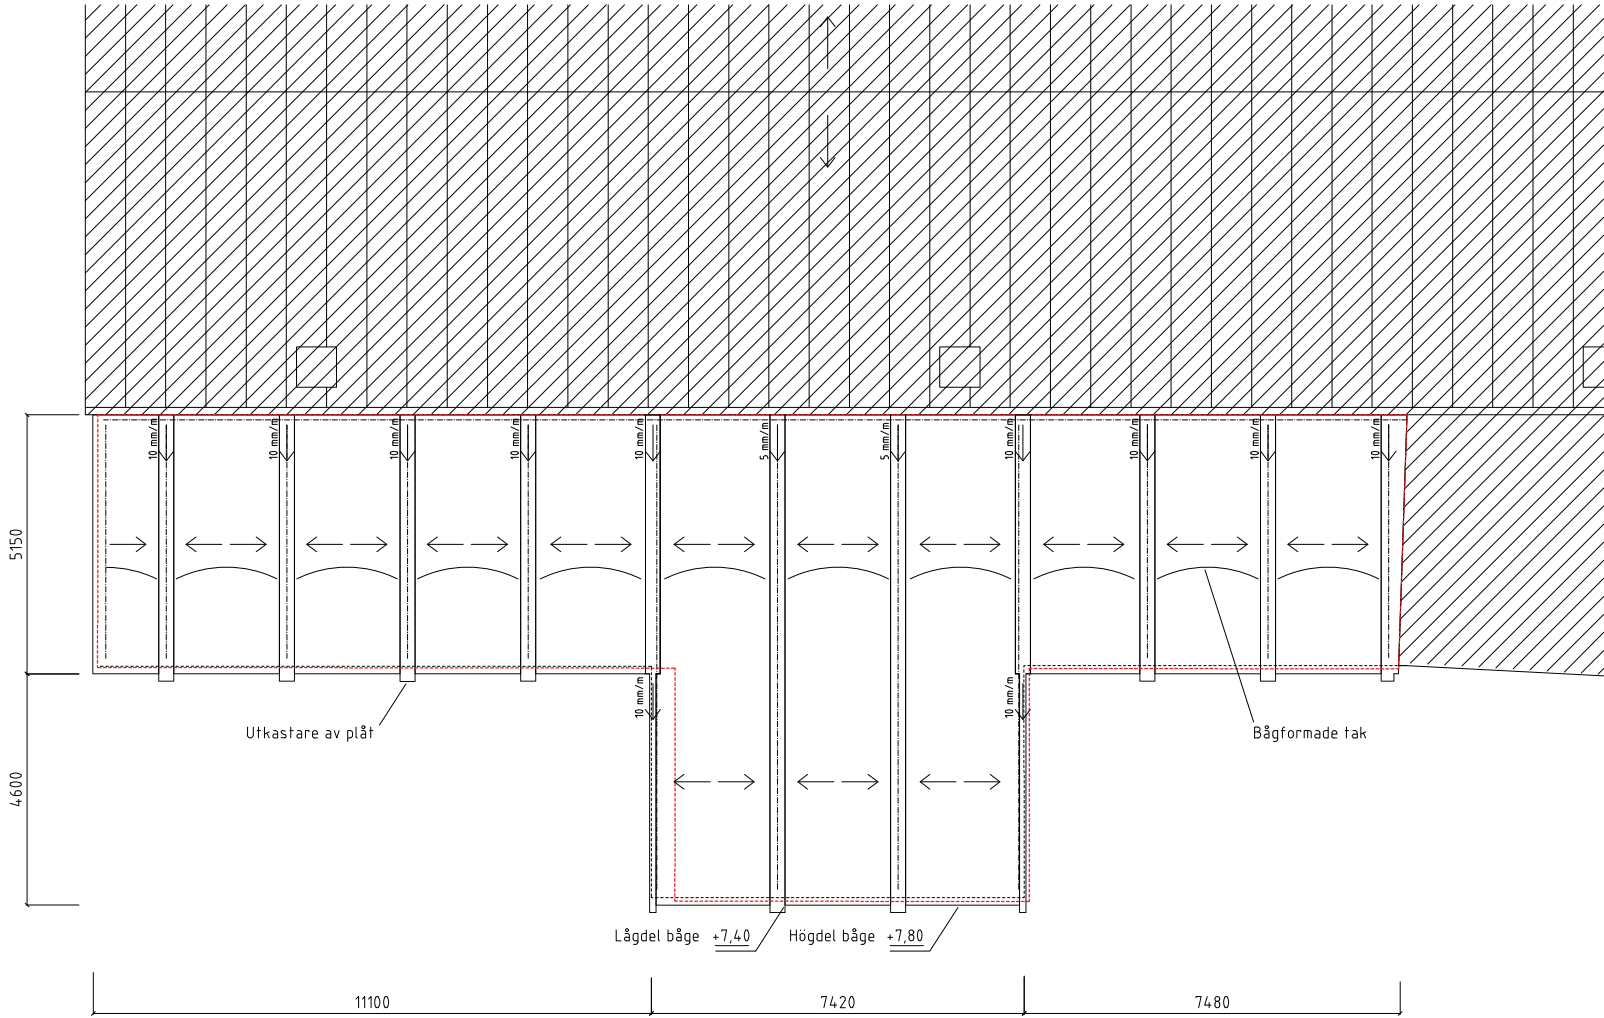 10 mm/m
10 mm/m
10 mm/m
10 mm/m
10 mm/m
5 mm/m
5 mm/m
10 mm/m
10 mm/m
10 mm/m
10 mm/m
5150
10 mm/m
10 mm/m
Utkastare av plåt
Bågformade tak
4600
Lågdel båge +7,40
Högdel båge +7,80
11100
7420
7480